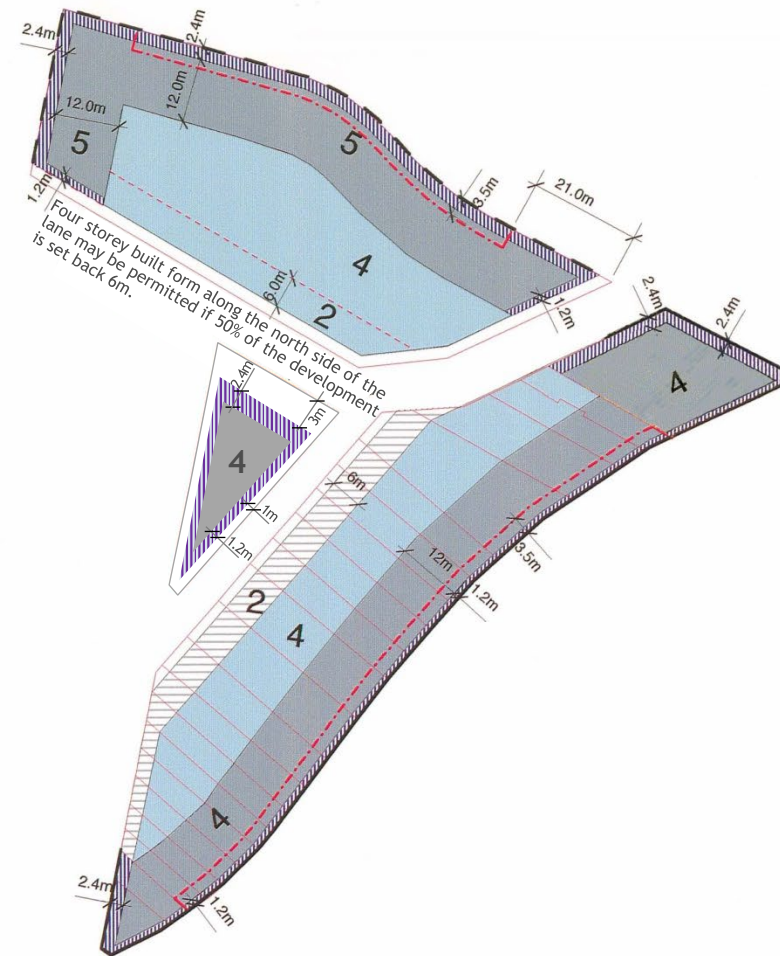 2.4m
2.4m
12.0m
12.0m
5
5
3.5m
21.0m
1.2m
4
6.0m
2
1.2m
Four storey built form along the north side of the
lane may be permitted if 50% of the development
is set back 6m.
2.4m
2.4m
4
2.4m
3m
4
1m
1.2m
6m
3.5m
12m
1.2m
2
4
4
2.4m
1.2m